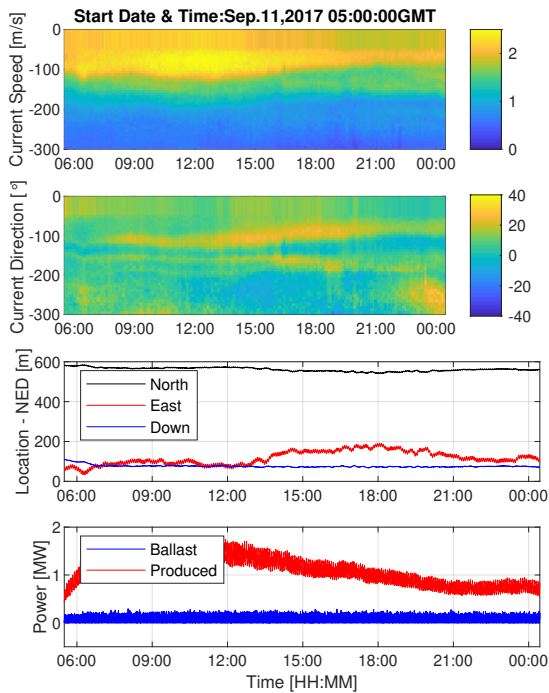 Start Date & Time:Sep.11,2017 05:00:00GMT
Current Speed [m/s]
0
-100
-200
-300
06:00 09:00 12:00 15:00 18:00 21:00 00:00
2
1
0
Current Direction [°]
0
-100
-200
-300
06:00 09:00 12:00 15:00 18:00 21:00 00:00
40
20
0
-20
-40
Location - NED [m]
600
400
200
0
North
East
Down
06:00 09:00 12:00 15:00 18:00 21:00 00:00
Power [MW]
2
1
0
Ballast
Produced
06:00 09:00 12:00 15:00 18:00 21:00 00:00
Time [HH:MM]